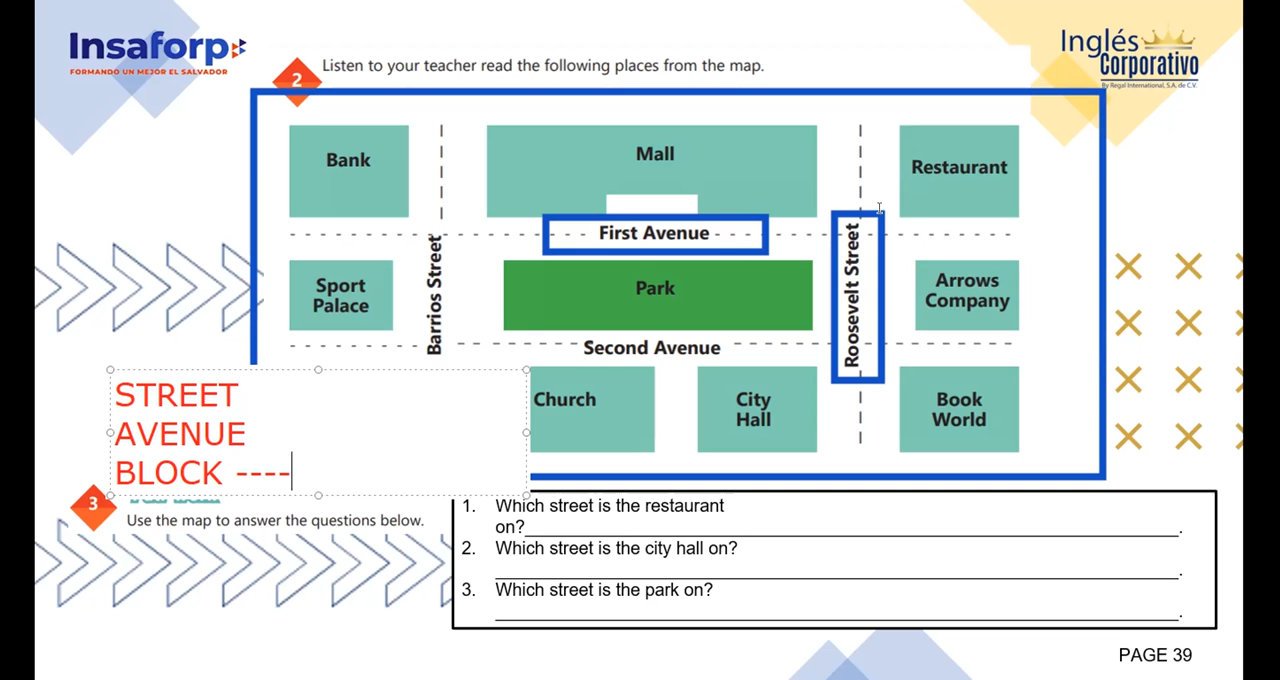 Insaforp
FORMANDO UN MEJOR EL SALVADOR
Inglés
Corporativo
By Regal International, S.A. de C.V.
2
Listen to your teacher read the following places from the map.
Bank
Mall
Restaurant
First Avenue
Sport
Palace
Barrios Street
Park
Roosevelt Street
Arrows
Company
Second Avenue
STREET
AVENUE
BLOCK ----
Church
City
Hall
Book
World
3
Use the map to answer the questions below.
1. Which street is the restaurant
on?___.
2. Which street is the city hall on?
___.
3. Which street is the park on?
___.
PAGE 39